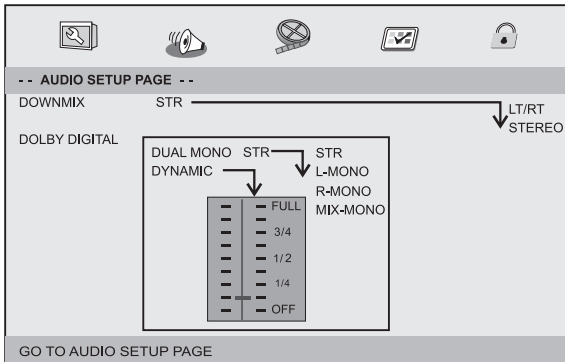 - - AUDIO SETUP PAGE - -
DOWNMIX STR LT/RT
STEREO
DOLBY DIGITAL
DUAL MONO STR STR
DYNAMIC L-MONO
R-MONO
FULL MIX-MONO
3/4
1/2
1/4
OFF
GO TO AUDIO SETUP PAGE